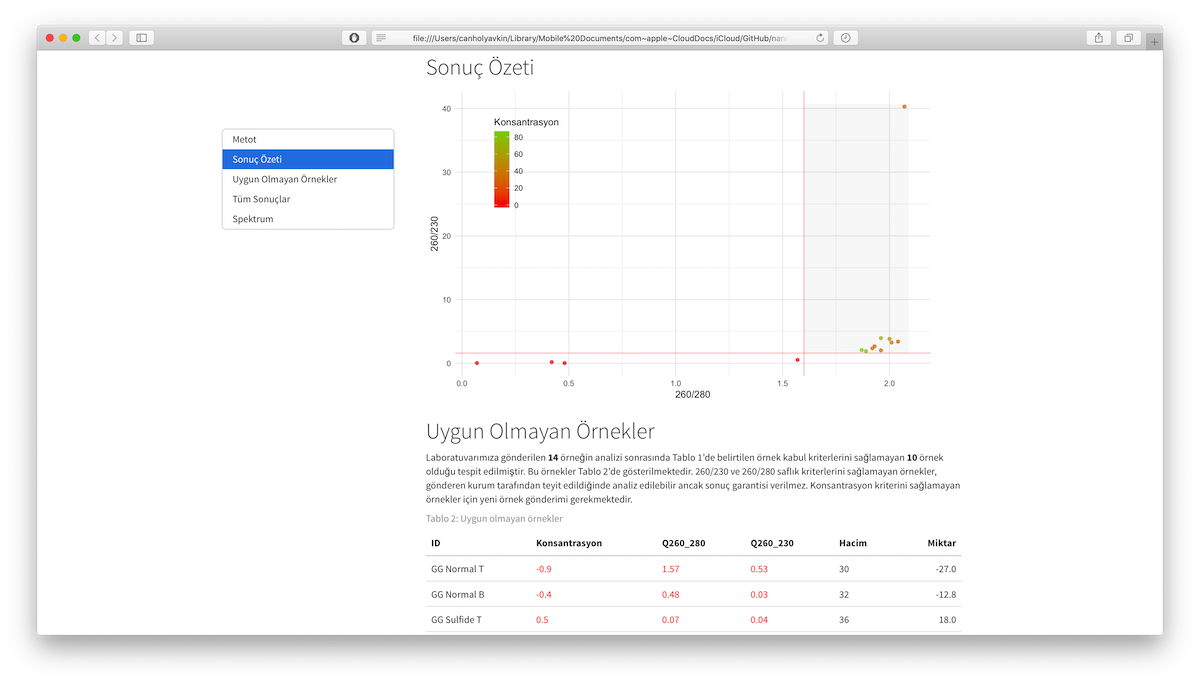 file:///Users/canholyavkin/Library/Mobile%20Documents/com~apple~CloudDocs/iCloud/GitHub/nan
Metot
Sonuç Özeti
Uygun Olmayan Örnekler
Tüm Sonuçlar
Spektrum
Sonuç Özeti
Konsantrasyon
80
60
40
20
0
260/230
40
30
20
10
0
0.0 0.5 1.0 1.5 2.0
260/280
Uygun Olmayan Örnekler
Laboratuvarımıza gönderilen 14 örneğin analizi sonrasında Tablo 1'de belirtilen örnek kabul kriterlerini sağlamayan 10 örnek
olduğu tespit edilmiştir. Bu örnekler Tablo 2'de gösterilmektedir. 260/230 ve 260/280 saflık kriterlerini sağlamayan örnekler,
gönderen kurum tarafından teyit edildiğinde analiz edilebilir ancak sonuç garantisi verilmez. Konsantrasyon kriterini sağlamayan
örnekler için yeni örnek gönderimi gerekmektedir.
Tablo 2: Uygun olmayan örnekler
ID Konsantrasyon Q260_280 Q260_230 Hacim Miktar
GG Normal T -0.9 1.57 0.53 30 -27.0
GG Normal B -0.4 0.48 0.03 32 -12.8
GG Sulfide T 0.5 0.07 0.04 36 18.0